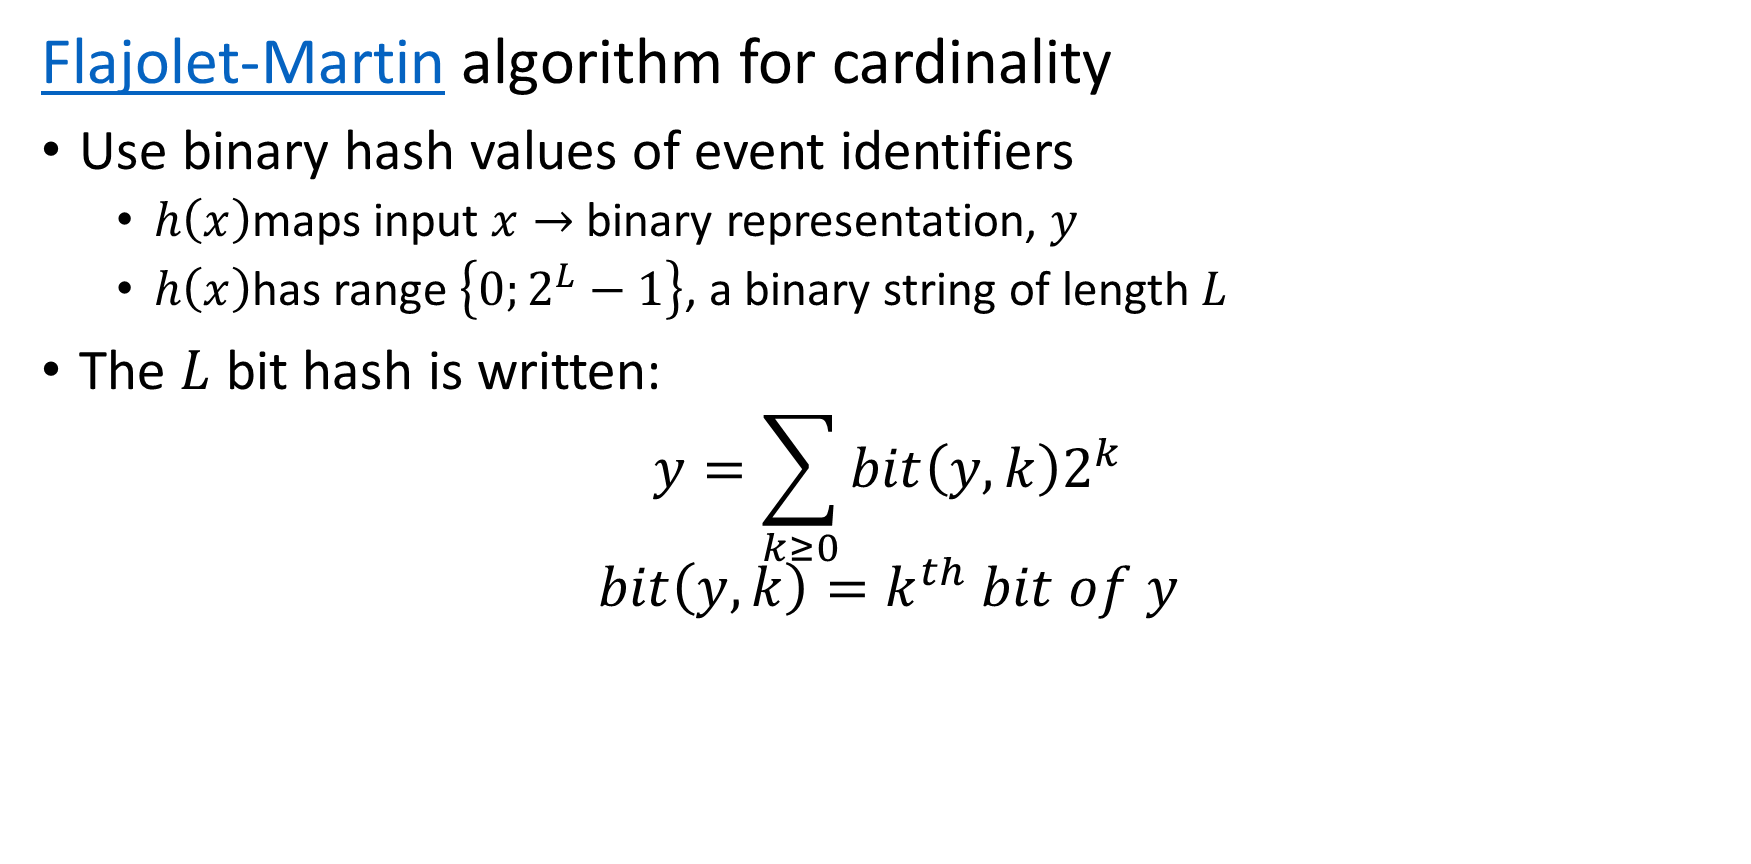 Flajolet-Martin algorithm for cardinality
• Use binary hash values of event identifiers
• h(x)maps input x → binary representation, y
• h(x)has range {0; 2^L − 1}, a binary string of length L
• The L bit hash is written:
y = ∑_{k≥0} bit(y, k)2^k
bit(y, k) = k^{th} bit of y